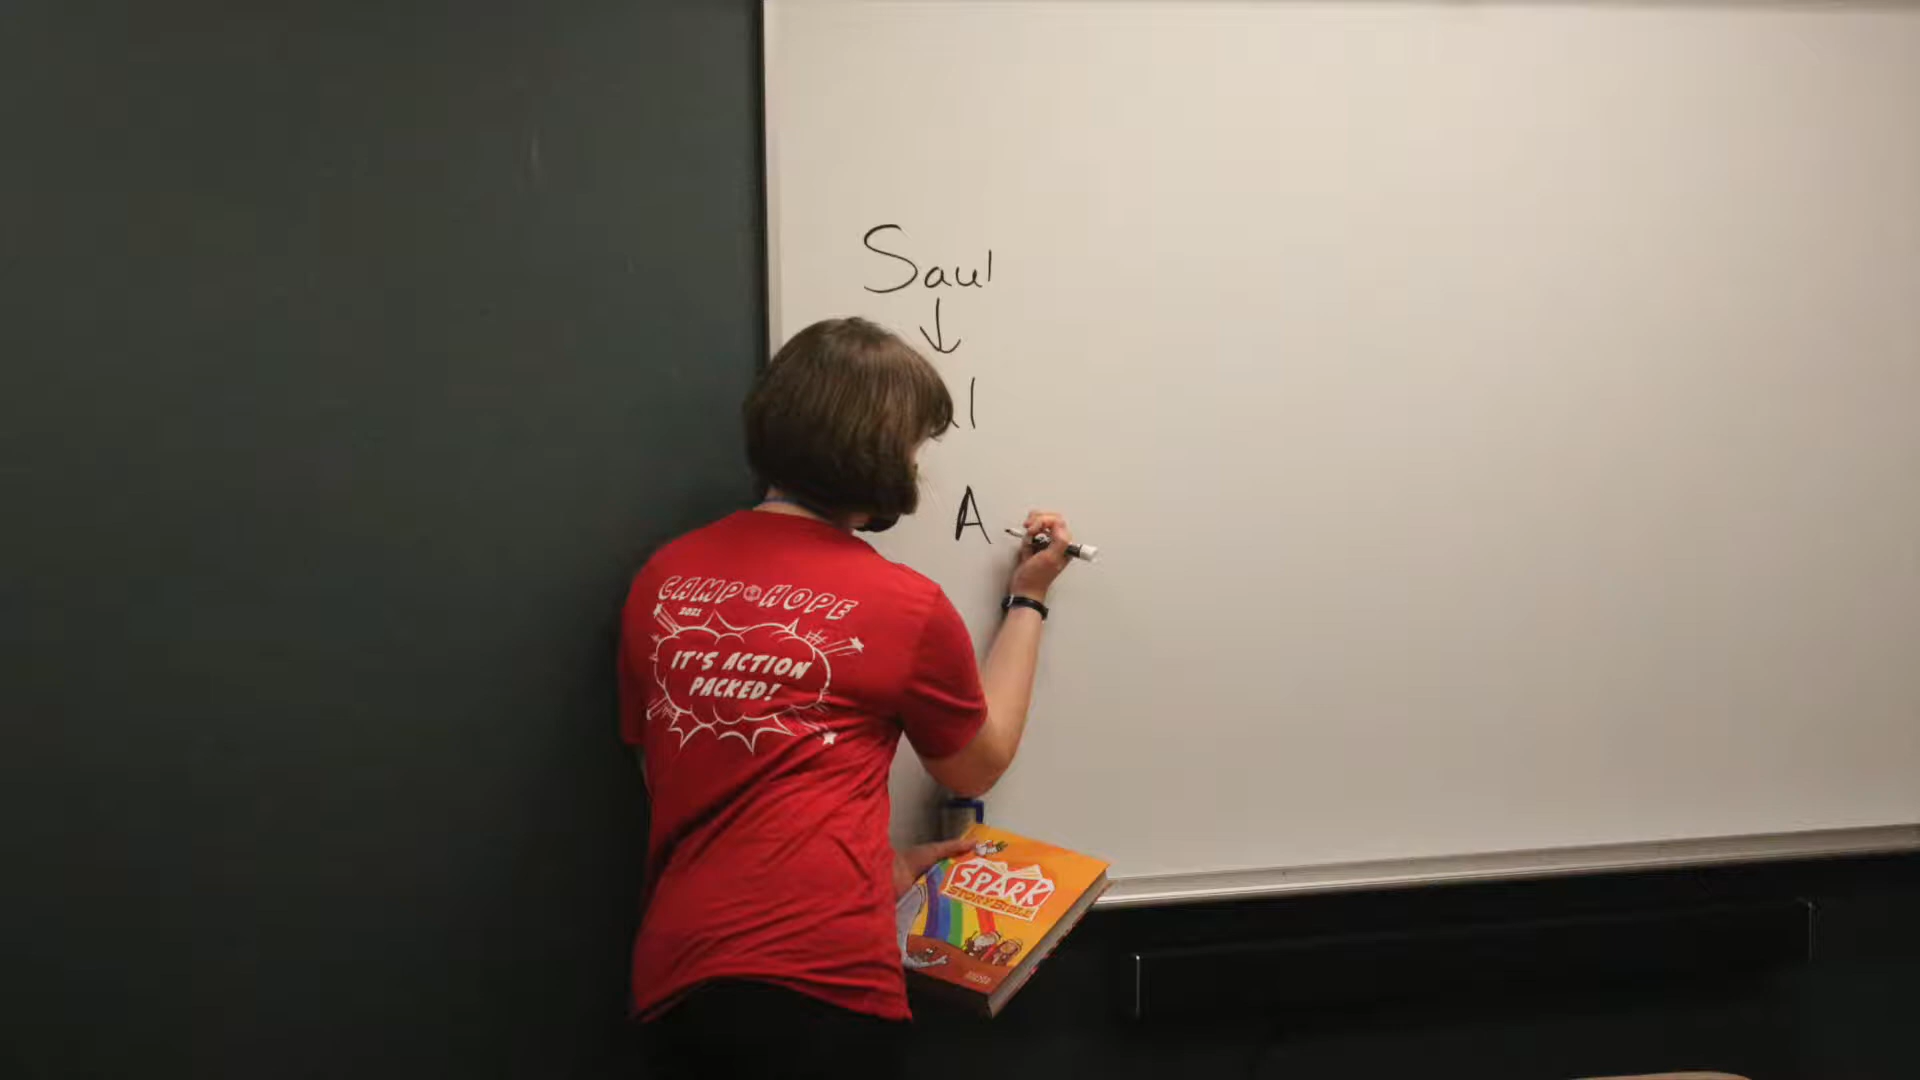 Saul
↓
l
A
CAMP HOPE
2021
IT'S ACTION
PACKED!
SPARK
STORY BIBLE